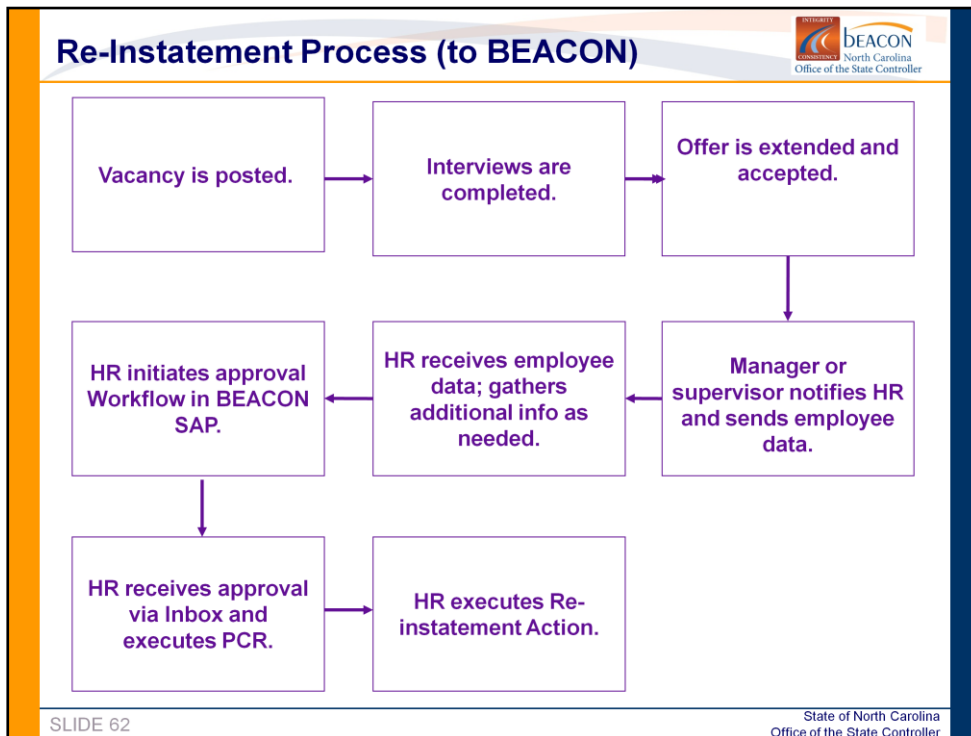 Re-Instatement Process (to BEACON)
INTEGRITY
CONSISTENCY
bEACON
North Carolina
Office of the State Controller
Vacancy is posted.
Interviews are
completed.
Offer is extended and
accepted.
Manager or
supervisor notifies HR
and sends employee
data.
HR receives employee
data; gathers
additional info as
needed.
HR initiates approval
Workflow in BEACON
SAP.
HR receives approval
via Inbox and
executes PCR.
HR executes Re-
instatement Action.
SLIDE 62
State of North Carolina
Office of the State Controller